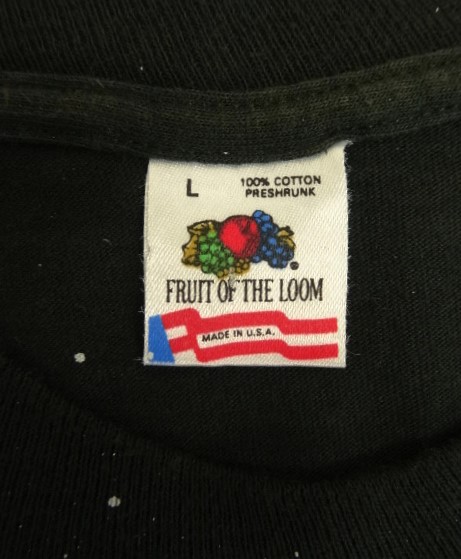 L
100% COTTON
PRESHRUNK
FRUIT OF THE LOOM
MADE IN U.S.A.